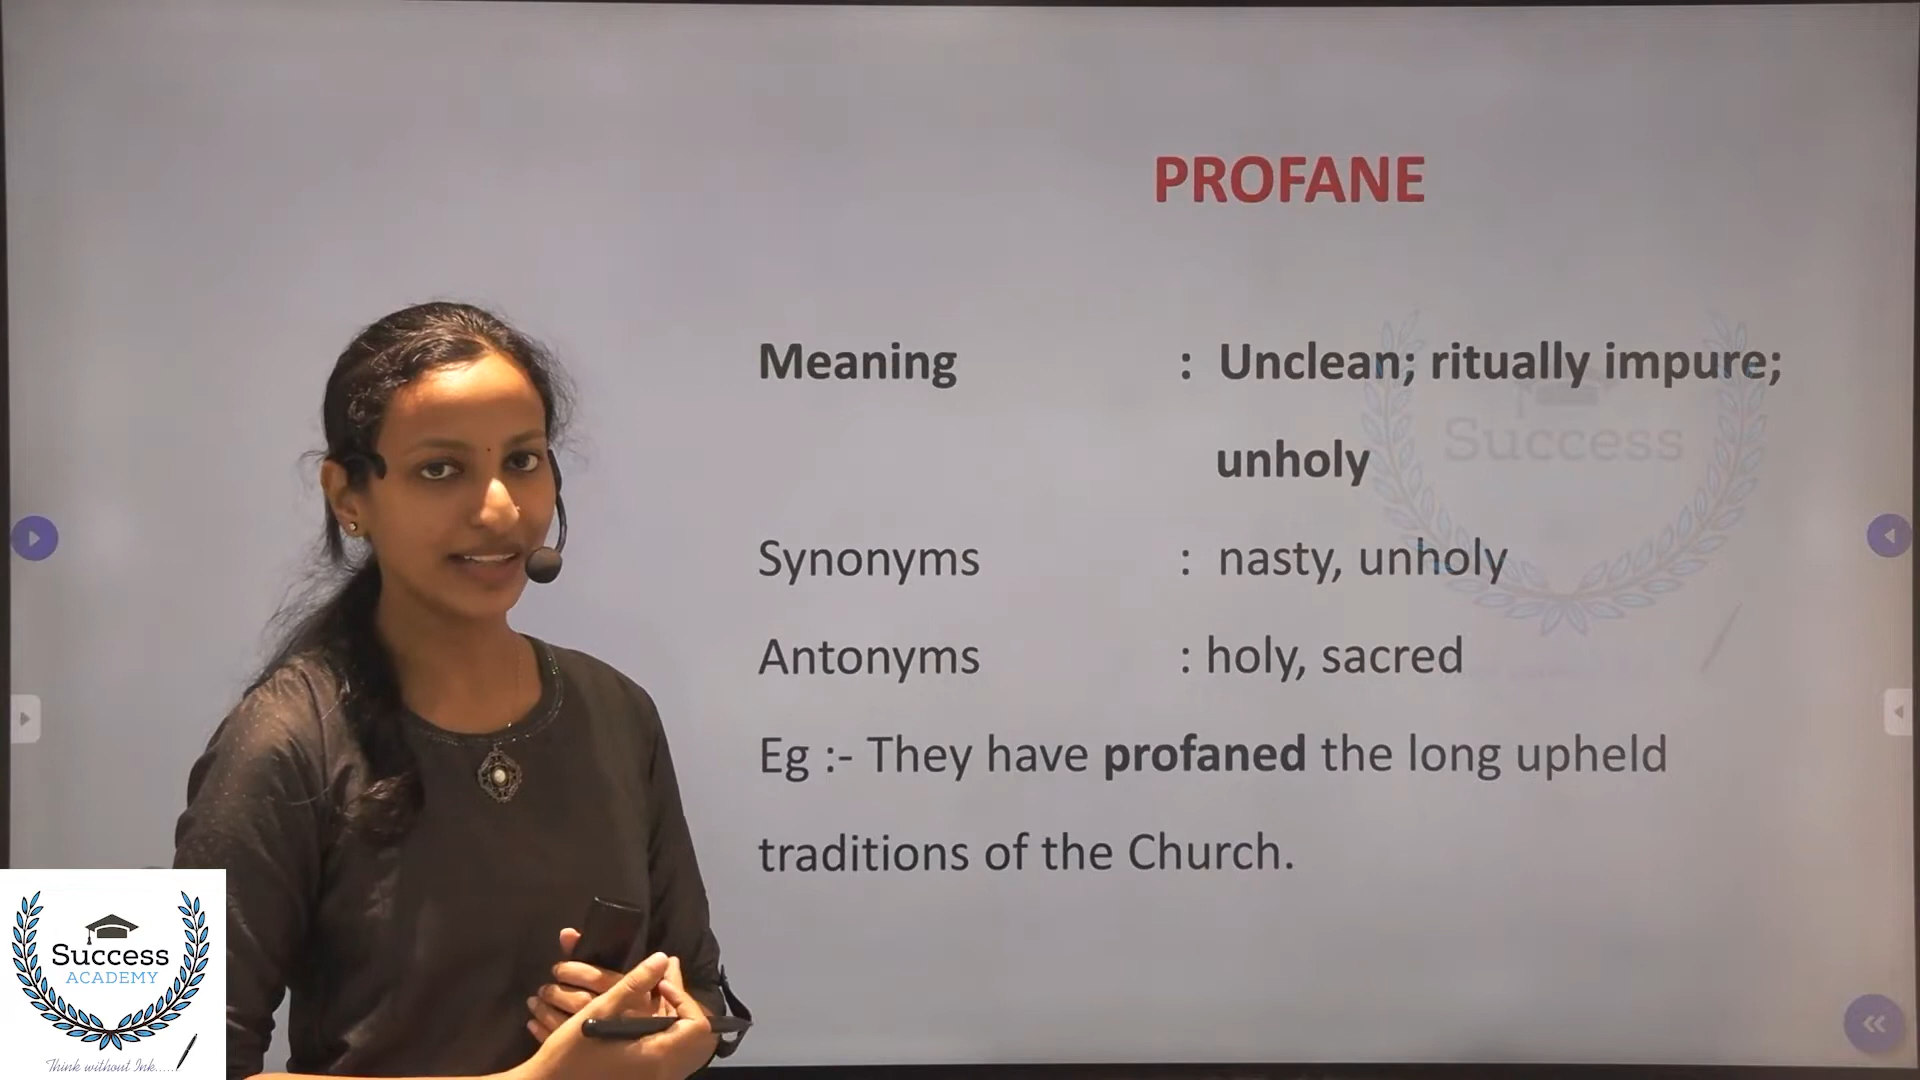 PROFANE
Meaning : Unclean; ritually impure;
unholy
Success
Synonyms : nasty, unholy
Antonyms : holy, sacred
Eg :- They have profaned the long upheld
traditions of the Church.
Success
ACADEMY
Think without Ink.....